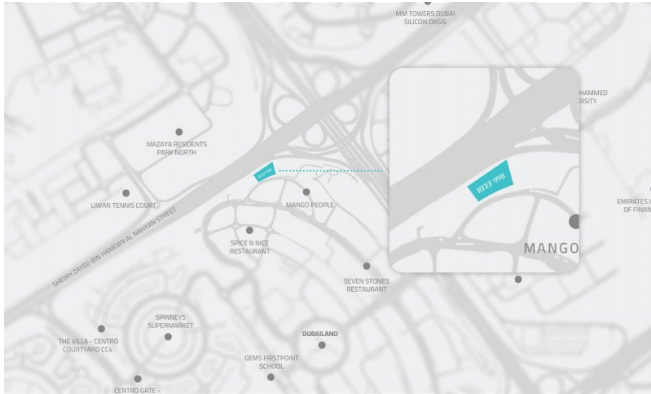 MM TOWERS DUBAI
SILICON OASIS
HAMMED
RSITY
MAZAYA RESIDENTS
PARK NORTH
REEF 998
LIWAN TENNIS COURT
MANGO PEOPLE
EMIRATES I
OF FINAN
SHEIKH ZAYED BIN HAMDAN AL NAHYAN STREET
SPICE N NICE
RESTAURANT
MANGO
SEVEN STONES
RESTAURANT
SPINNEYS
SUPERMARKET
DUBAILAND
THE VILLA - CENTRO
COURTYARD CC4
GEMS FIRSTPOINT
SCHOOL
CENTRO GATE -